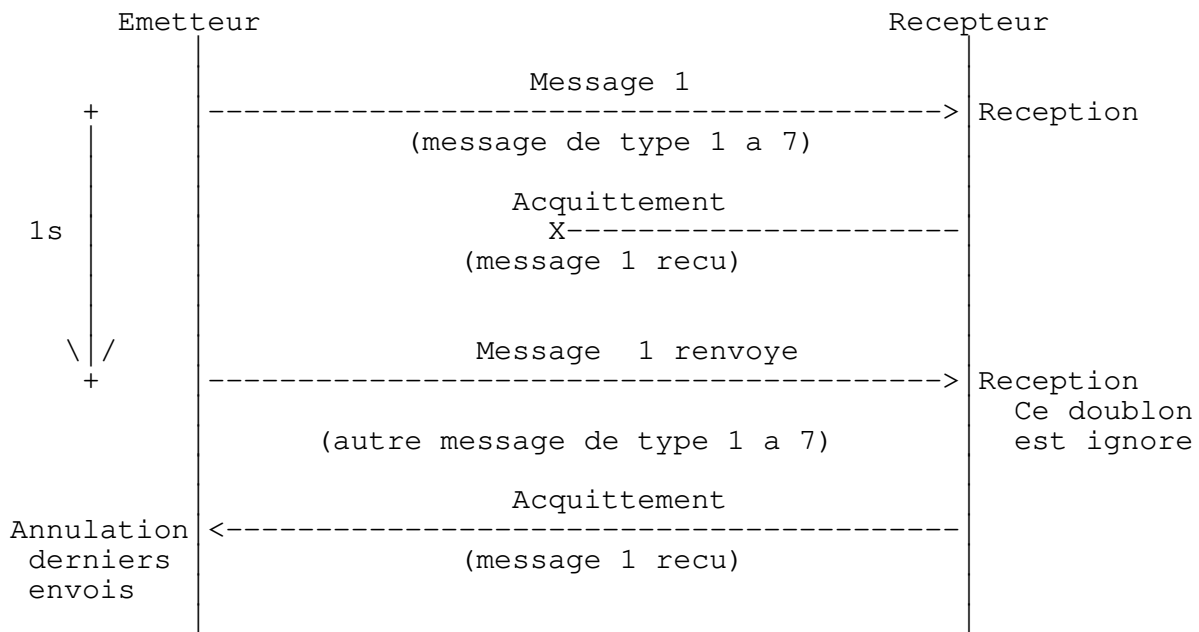 Emetteur Recepteur
Message 1
+ -----------------------------------------> Reception
(message de type 1 a 7)
Acquittement
1s X----------------------
(message 1 recu)
\|/ Message 1 renvoye
+ -----------------------------------------> Reception
Ce doublon
(autre message de type 1 a 7) est ignore
Acquittement
Annulation <-----------------------------------------
derniers (message 1 recu)
envois